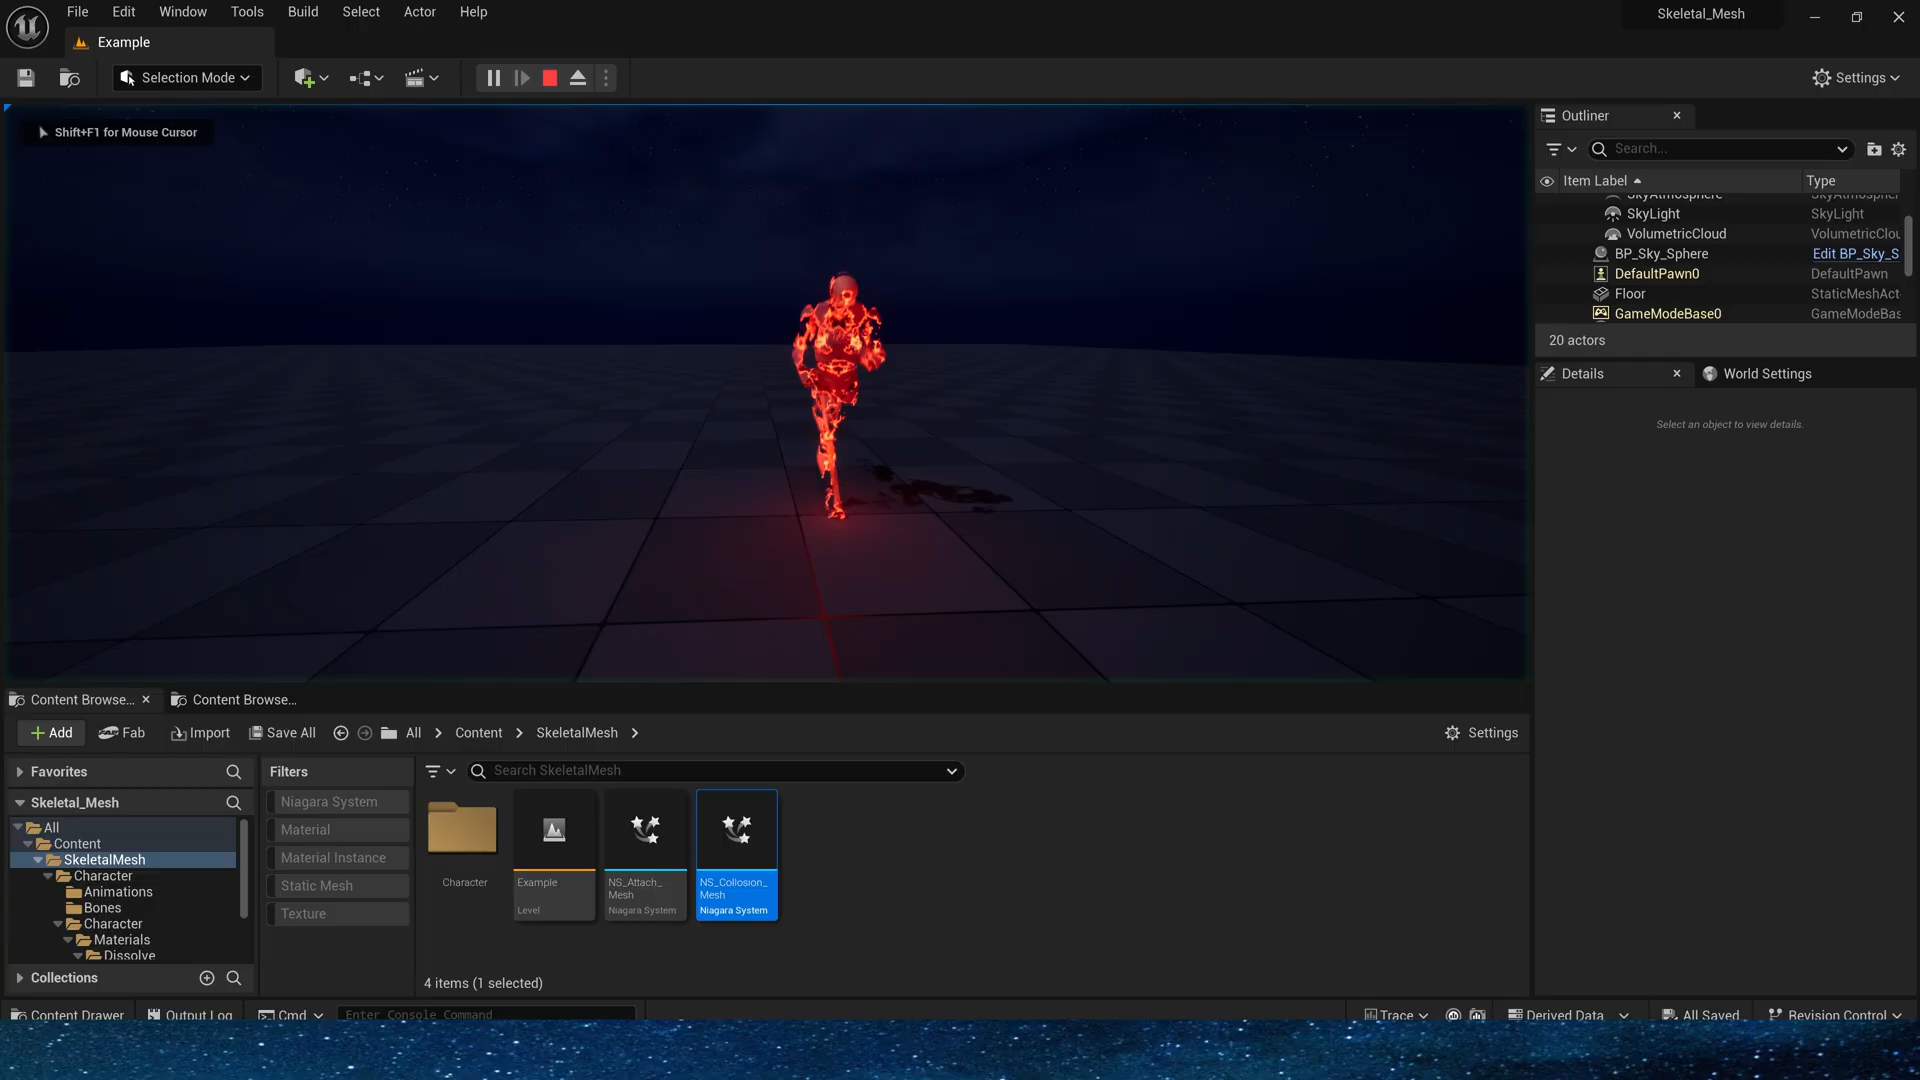 File Edit Window Tools Build Select Actor Help
Skeletal_Mesh
Example
Selection Mode
Settings
Shift+F1 for Mouse Cursor
Outliner
Search...
Item Label Type
SkyAtmosphere
SkyLight SkyLight
VolumetricCloud VolumetricClou
BP_Sky_Sphere Edit BP_Sky_S
DefaultPawn0 DefaultPawn
Floor StaticMeshAct
GameModeBase0 GameModeBas
20 actors
Details World Settings
Select an object to view details.
Content Browse... Content Browse...
Add Fab Import Save All All Content SkeletalMesh Settings
Favorites
Filters
Search SkeletalMesh
Skeletal_Mesh
All
Content
SkeletalMesh
Character
Animations
Bones
Character
Materials
Dissolve
Collections
Niagara System
Material
Material Instance
Static Mesh
Texture
Character
Example
Level
NS_Attach_
Mesh
Niagara System
NS_Collosion_
Mesh
Niagara System
4 items (1 selected)
Content Drawer Output Log Cmd Enter Console Command Trace Derived Data All Saved Revision Control